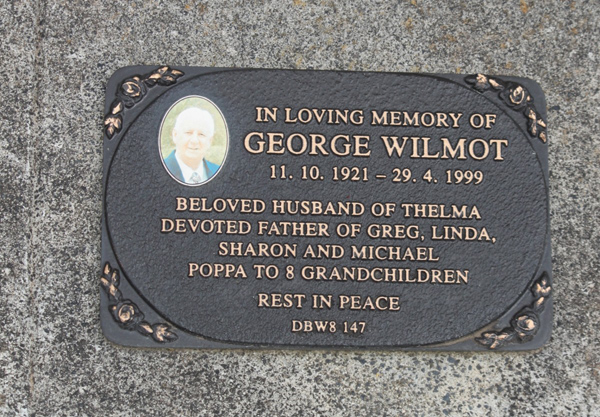 IN LOVING MEMORY OF
GEORGE WILMOT
11. 10. 1921 – 29. 4. 1999
BELOVED HUSBAND OF THELMA
DEVOTED FATHER OF GREG, LINDA,
SHARON AND MICHAEL
POPPA TO 8 GRANDCHILDREN
REST IN PEACE
DBW8 147